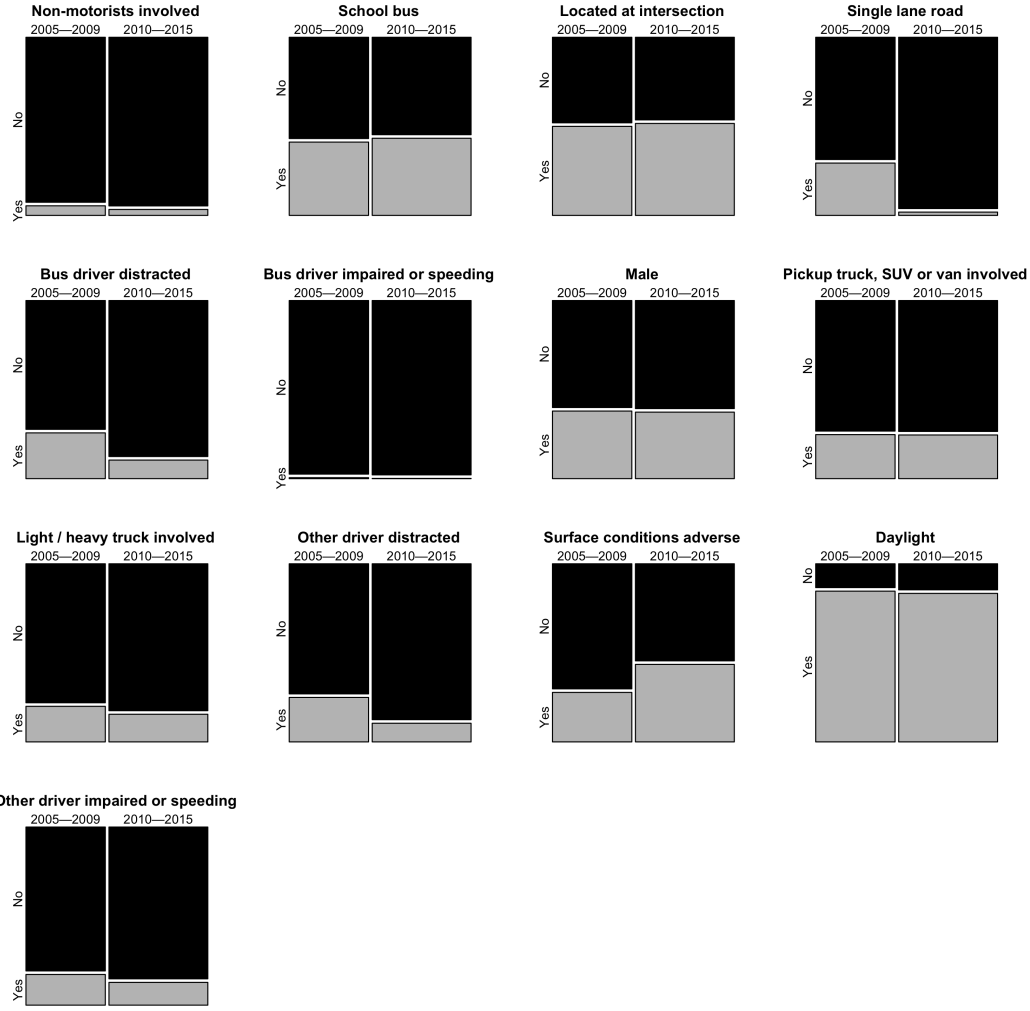 Non-motorists involved
2005—2009 2010—2015
No
Yes
School bus
2005—2009 2010—2015
No
Yes
Located at intersection
2005—2009 2010—2015
No
Yes
Single lane road
2005—2009 2010—2015
No
Yes
Bus driver distracted
2005—2009 2010—2015
No
Yes
Bus driver impaired or speeding
2005—2009 2010—2015
No
Yes
Male
2005—2009 2010—2015
No
Yes
Pickup truck, SUV or van involved
2005—2009 2010—2015
No
Yes
Light / heavy truck involved
2005—2009 2010—2015
No
Yes
Other driver distracted
2005—2009 2010—2015
No
Yes
Surface conditions adverse
2005—2009 2010—2015
No
Yes
Daylight
2005—2009 2010—2015
No
Yes
Other driver impaired or speeding
2005—2009 2010—2015
No
Yes